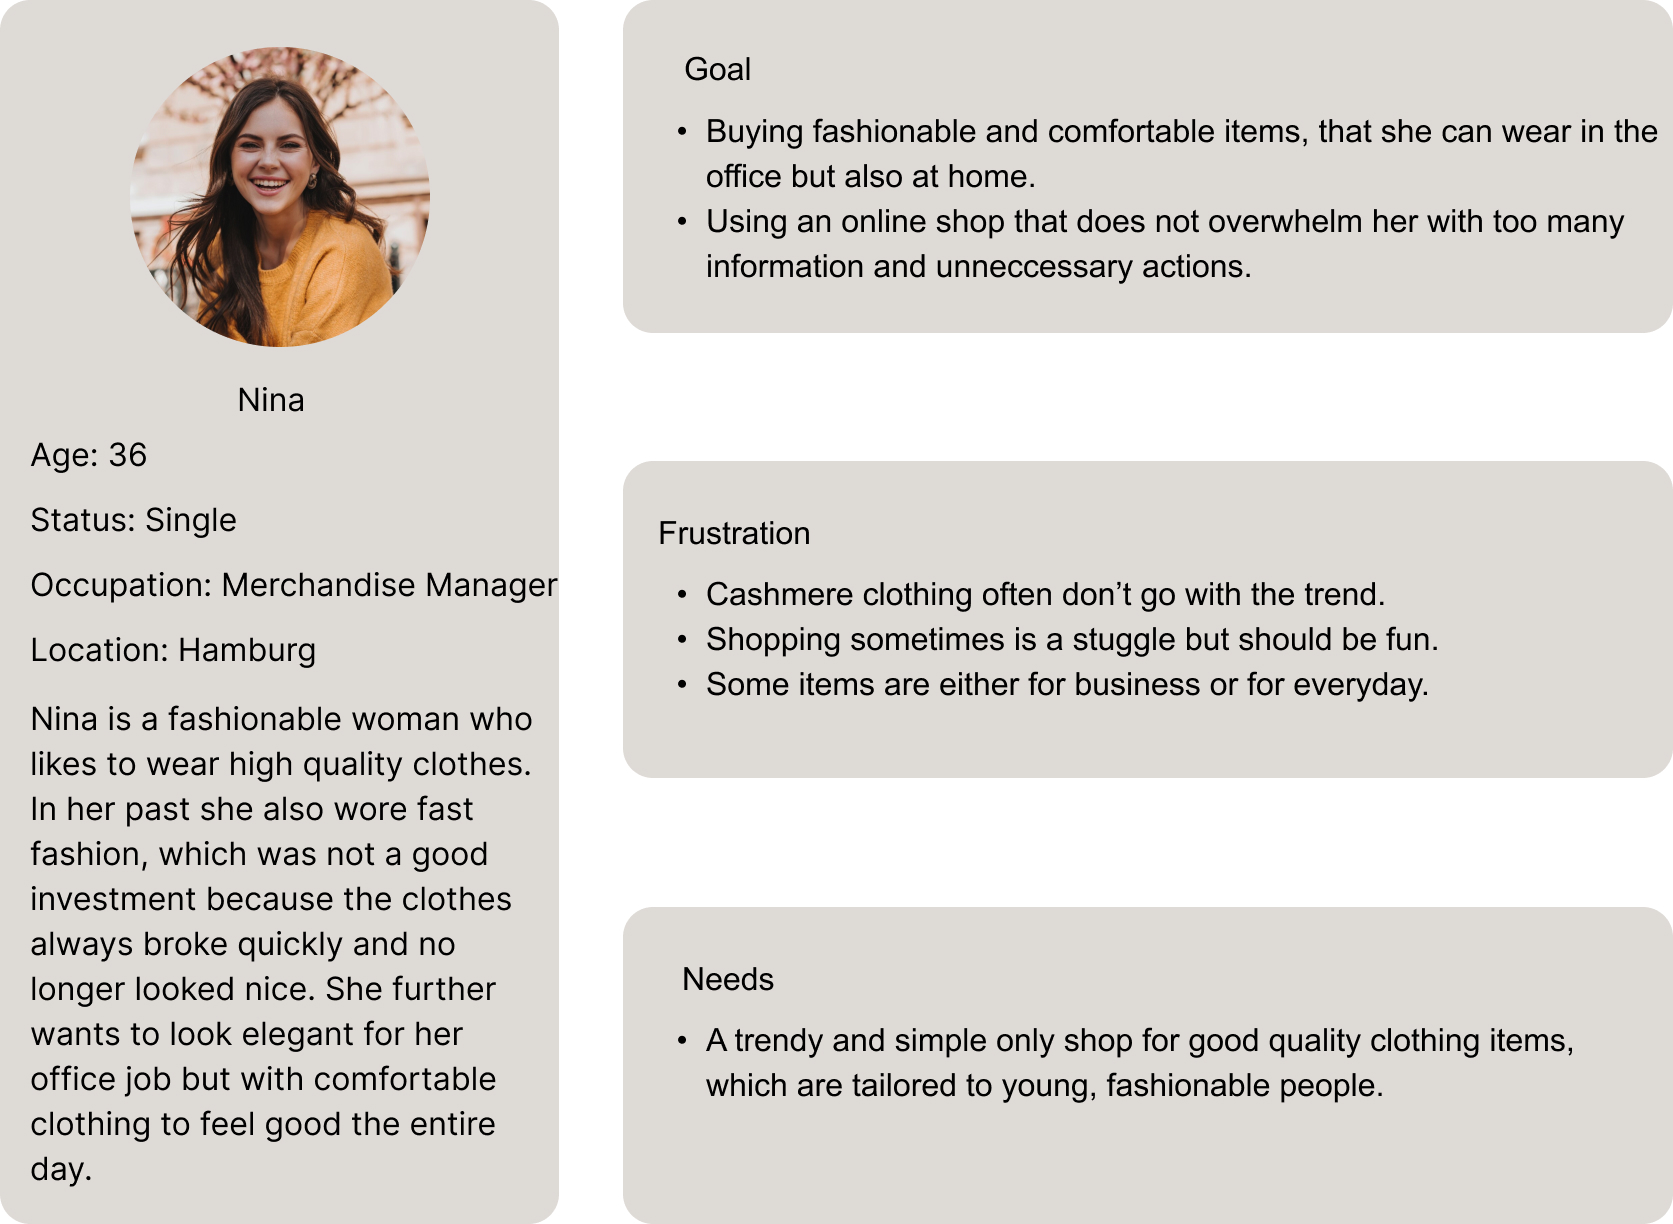 Nina
Age: 36
Status: Single
Occupation: Merchandise Manager
Location: Hamburg
Nina is a fashionable woman who
likes to wear high quality clothes.
In her past she also wore fast
fashion, which was not a good
investment because the clothes
always broke quickly and no
longer looked nice. She further
wants to look elegant for her
office job but with comfortable
clothing to feel good the entire
day.
Goal
• Buying fashionable and comfortable items, that she can wear in the
office but also at home.
• Using an online shop that does not overwhelm her with too many
information and unneccessary actions.
Frustration
• Cashmere clothing often don’t go with the trend.
• Shopping sometimes is a stuggle but should be fun.
• Some items are either for business or for everyday.
Needs
• A trendy and simple only shop for good quality clothing items,
which are tailored to young, fashionable people.